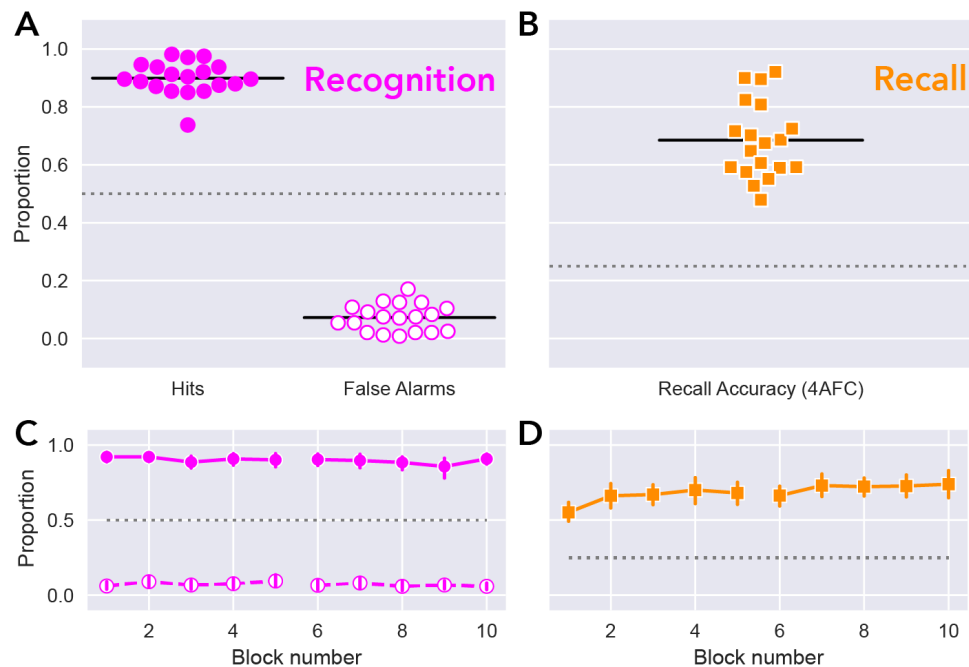 A
B
1.0
0.8
0.6
0.4
0.2
0.0
Proportion
Recognition
Recall
Hits
False Alarms
Recall Accuracy (4AFC)
C
D
1.0
0.5
0.0
Proportion
2
4
6
8
10
Block number
2
4
6
8
10
Block number